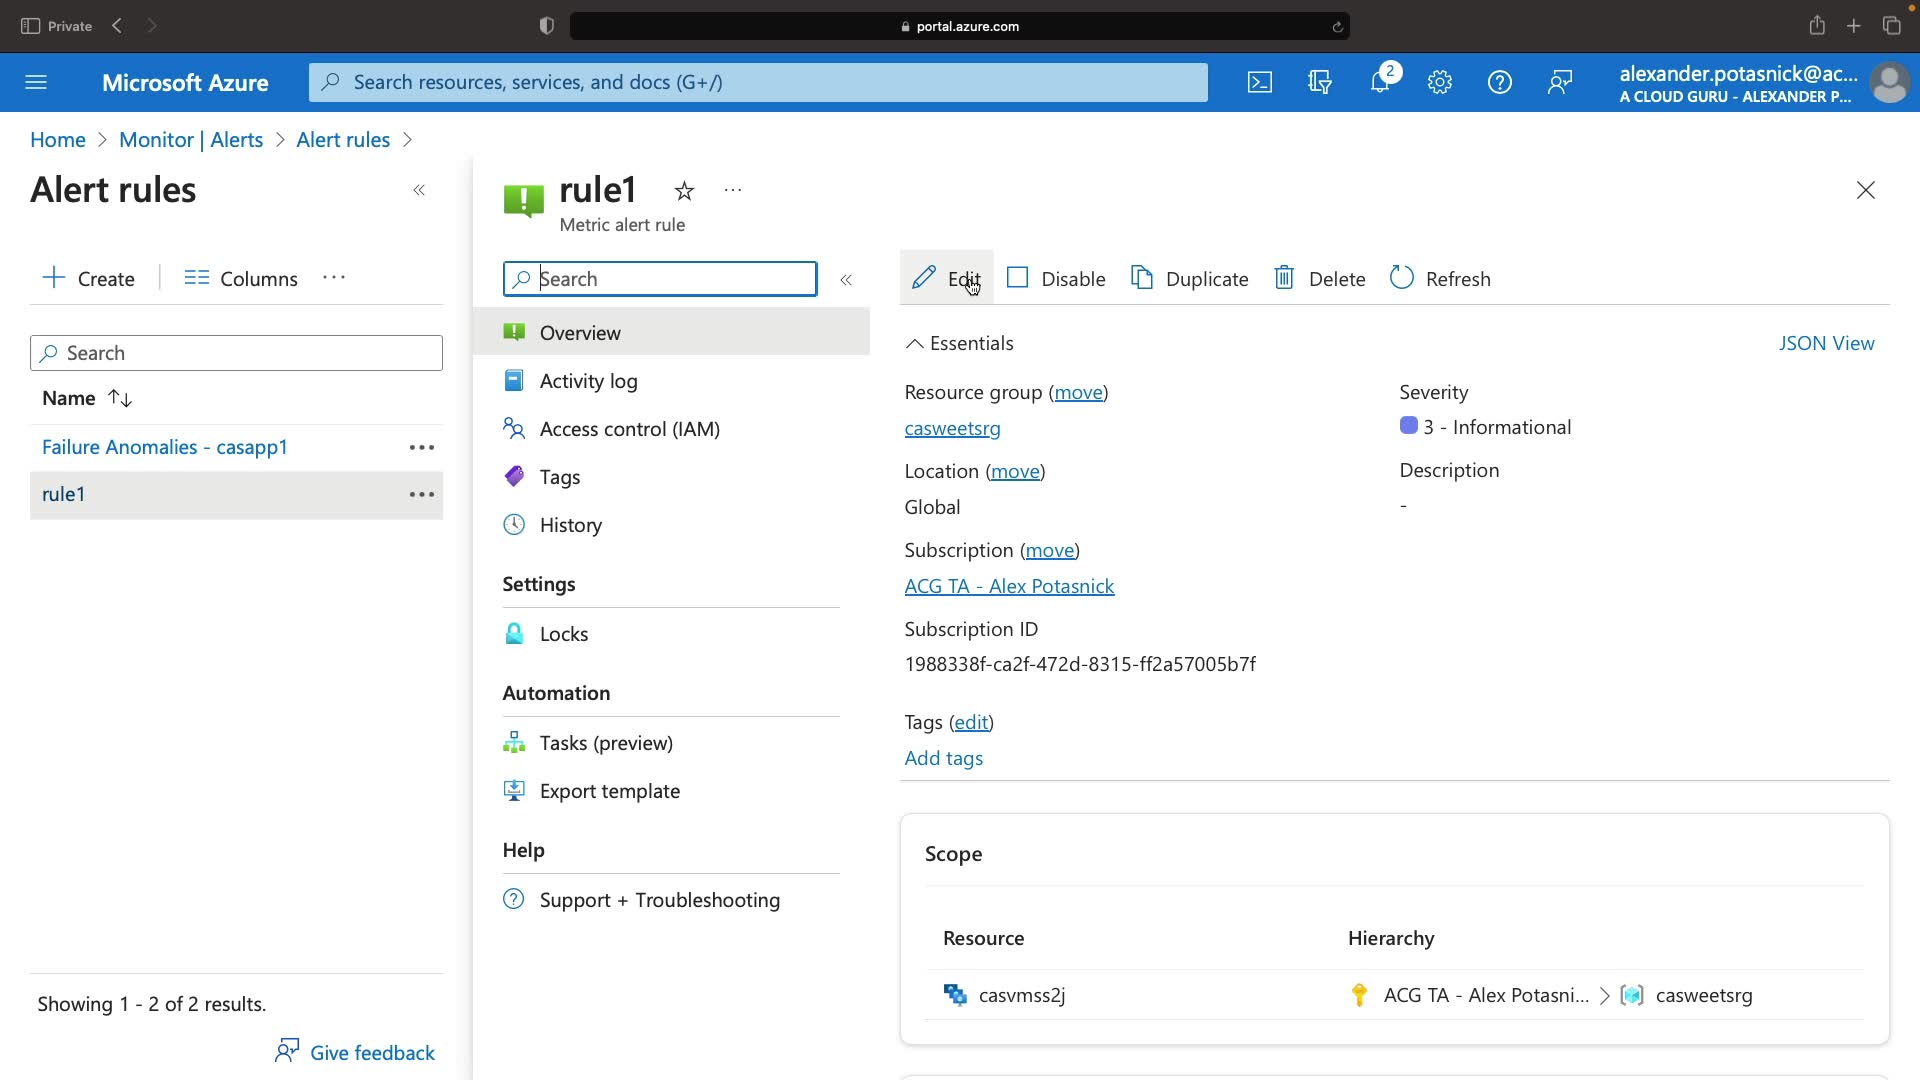 Private
portal.azure.com
Microsoft Azure
Search resources, services, and docs (G+/)
2
alexander.potasnick@ac...
A CLOUD GURU - ALEXANDER P...
Home > Monitor | Alerts > Alert rules >
Alert rules
Create
Columns
Search
Name
Failure Anomalies - casapp1
rule1
Showing 1 - 2 of 2 results.
Give feedback
rule1
Metric alert rule
Search
Overview
Activity log
Access control (IAM)
Tags
History
Settings
Locks
Automation
Tasks (preview)
Export template
Help
Support + Troubleshooting
Edit
Disable
Duplicate
Delete
Refresh
Essentials
JSON View
Resource group (move)
casweetsrg
Location (move)
Global
Subscription (move)
ACG TA - Alex Potasnick
Subscription ID
1988338f-ca2f-472d-8315-ff2a57005b7f
Tags (edit)
Add tags
Severity
3 - Informational
Description
-
Scope
Resource
Hierarchy
casvmss2j
ACG TA - Alex Potasni... > casweetsrg